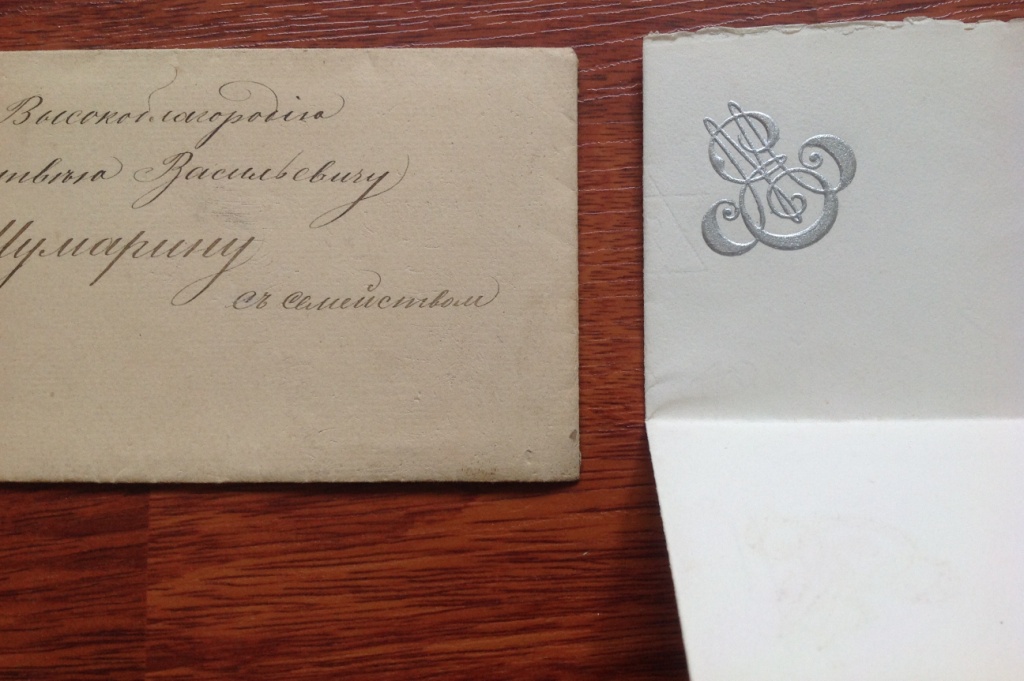 Высокоблагородію
Васильевичу
Шумарину
съ семействомъ